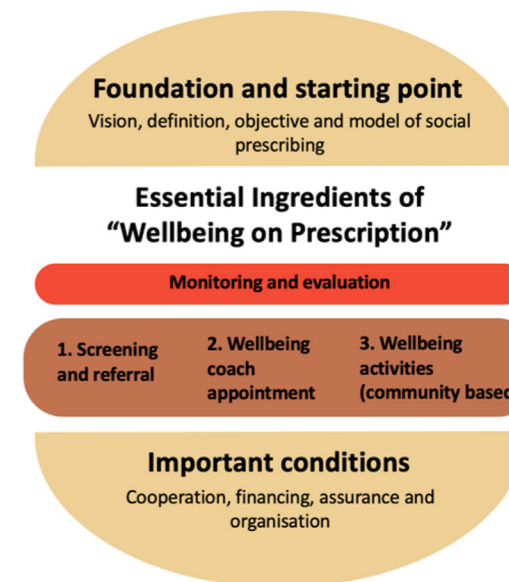 Foundation and starting point
Vision, definition, objective and model of social
prescribing
Essential Ingredients of
“Wellbeing on Prescription”
Monitoring and evaluation
1. Screening
and referral
2. Wellbeing
coach
appointment
3. Wellbeing
activities
(community based
Important conditions
Cooperation, financing, assurance and
organisation